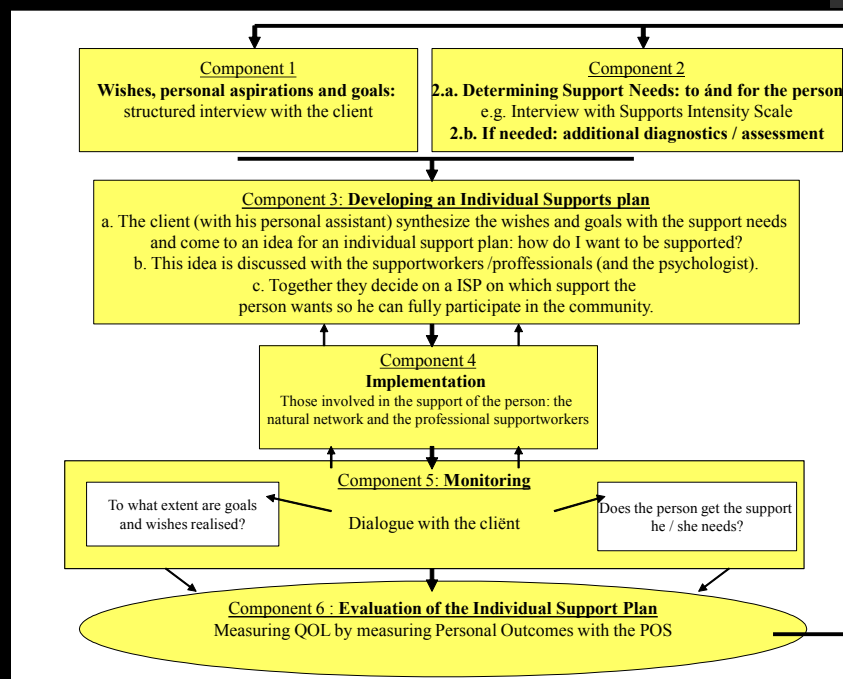 Component 1
Wishes, personal aspirations and goals:
structured interview with the client
Component 2
2.a. Determining Support Needs: to ánd for the person
e.g. Interview with Supports Intensity Scale
2.b. If needed: additional diagnostics / assessment
Component 3: Developing an Individual Supports plan
a. The client (with his personal assistant) synthesize the wishes and goals with the support needs
and come to an idea for an individual support plan: how do I want to be supported?
b. This idea is discussed with the supportworkers /proffessionals (and the psychologist).
c. Together they decide on a ISP on which support the
person wants so he can fully participate in the community.
Component 4
Implementation
Those involved in the support of the person: the
natural network and the professional supportworkers
Component 5: Monitoring
To what extent are goals
and wishes realised?
Dialogue with the cliënt
Does the person get the support
he / she needs?
Component 6 : Evaluation of the Individual Support Plan
Measuring QOL by measuring Personal Outcomes with the POS